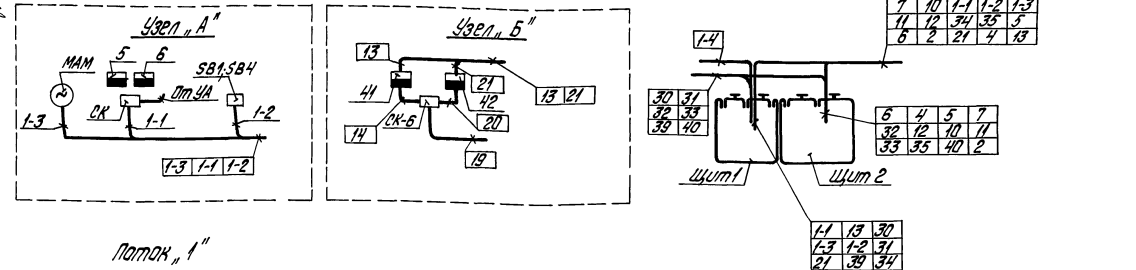 Узел „А"
МАМ
5
6
SB1;SB4
От УА
СК
1-3
1-1
1-2
1-3 1-1 1-2
Узел „Б"
13
21
13 21
41
42
14
СК-6
20
19
Поток „1"
7 10 1-1 1-2 1-3
11 12 34 35 5
6 2 21 4 13
1-4
30 31
32 33
39 40
6 4 5 7
32 12 10 11
33 35 40 2
Щит 1
Щит 2
1-1 13 30
1-3 1-2 31
21 39 34